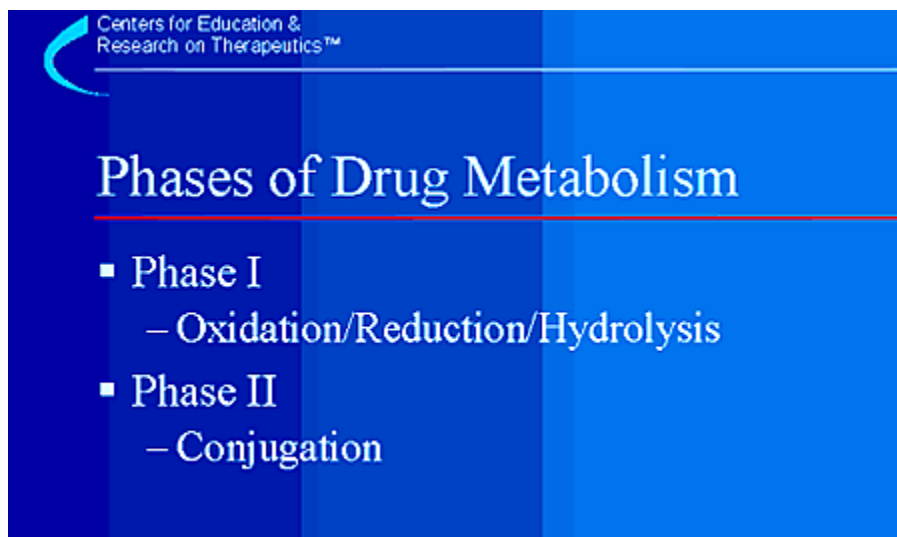 Centers for Education &
Research on Therapeutics™
Phases of Drug Metabolism
▪ Phase I
– Oxidation/Reduction/Hydrolysis
▪ Phase II
– Conjugation